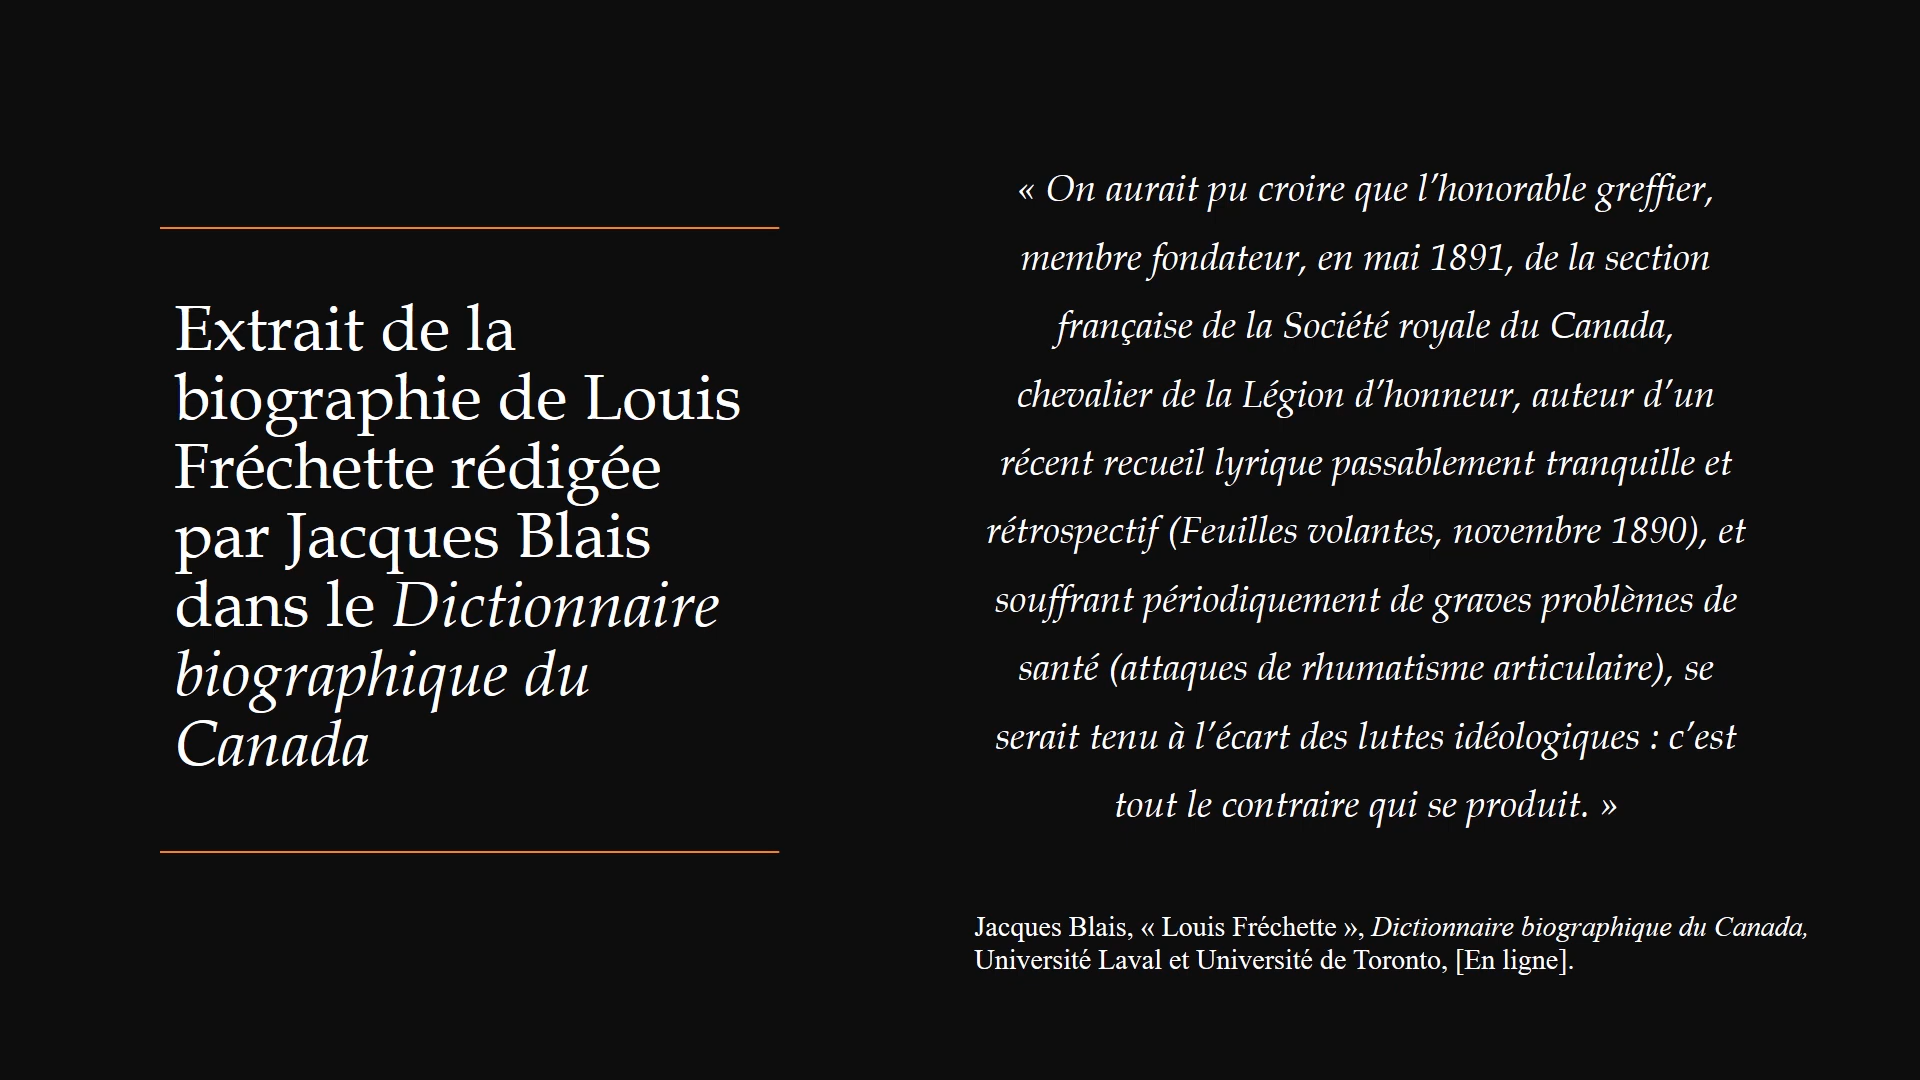 Extrait de la
biographie de Louis
Fréchette rédigée
par Jacques Blais
dans le Dictionnaire
biographique du
Canada
« On aurait pu croire que l’honorable greffier,
membre fondateur, en mai 1891, de la section
française de la Société royale du Canada,
chevalier de la Légion d’honneur, auteur d’un
récent recueil lyrique passablement tranquille et
rétrospectif (Feuilles volantes, novembre 1890), et
souffrant périodiquement de graves problèmes de
santé (attaques de rhumatisme articulaire), se
serait tenu à l’écart des luttes idéologiques : c’est
tout le contraire qui se produit. »
Jacques Blais, « Louis Fréchette », Dictionnaire biographique du Canada,
Université Laval et Université de Toronto, [En ligne].